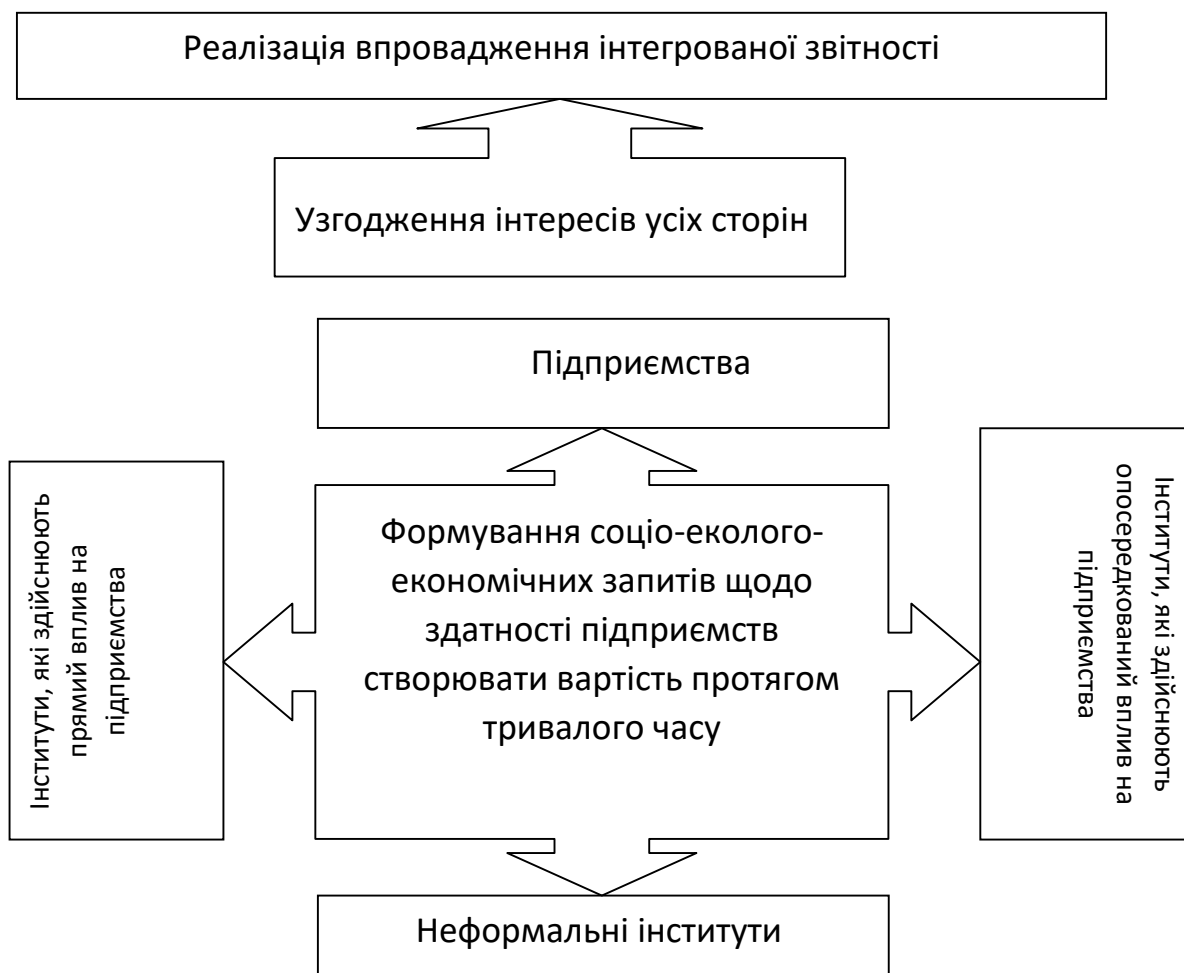 Реалізація впровадження інтегрованої звітності
Узгодження інтересів усіх сторін
Підприємства
Інститути, які здійснюють
прямий вплив на
підприємства
Формування соціо-еколого-
економічних запитів щодо
здатності підприємств
створювати вартість протягом
тривалого часу
Інститути, які здійснюють
опосередкований вплив на
підприємства
Неформальні інститути